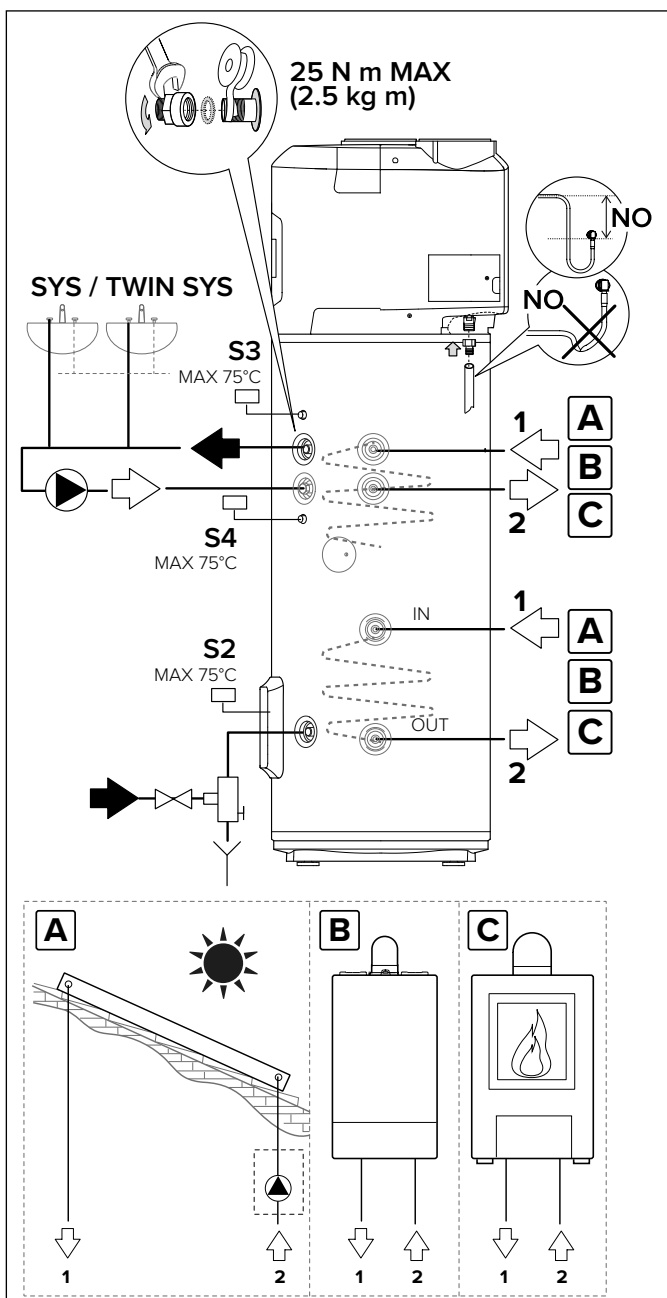 25 N m MAX
(2.5 kg m)
NO
SYS / TWIN SYS
NO
S3
MAX 75°C
1
A
B
2
C
S4
MAX 75°C
IN
1
A
S2
MAX 75°C
B
OUT
C
2
A
B
C
1
2
1
2
1
2